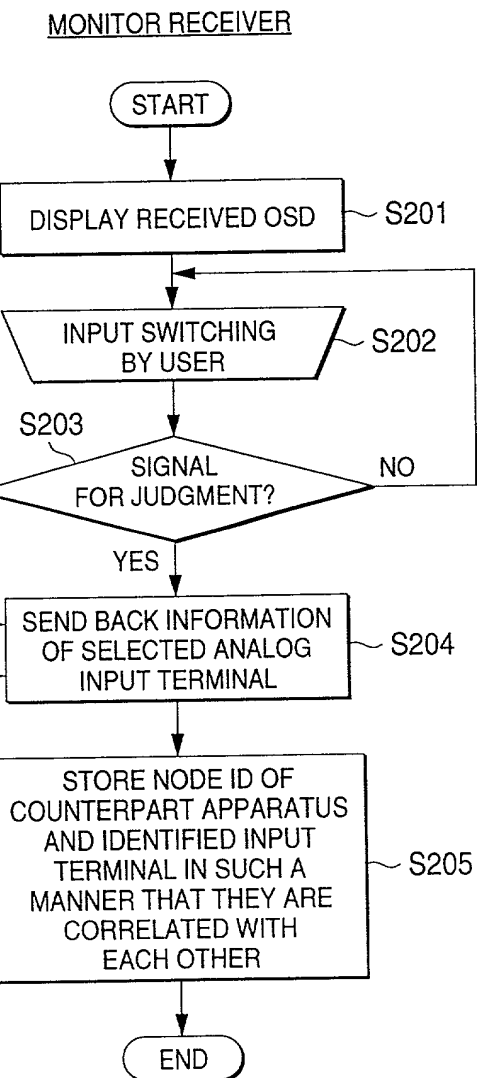 MONITOR RECEIVER
START
DISPLAY RECEIVED OSD
S201
INPUT SWITCHING
BY USER
S202
S203
SIGNAL
FOR JUDGMENT?
NO
YES
SEND BACK INFORMATION
OF SELECTED ANALOG
INPUT TERMINAL
S204
STORE NODE ID OF
COUNTERPART APPARATUS
AND IDENTIFIED INPUT
TERMINAL IN SUCH A
MANNER THAT THEY ARE
CORRELATED WITH
EACH OTHER
S205
END